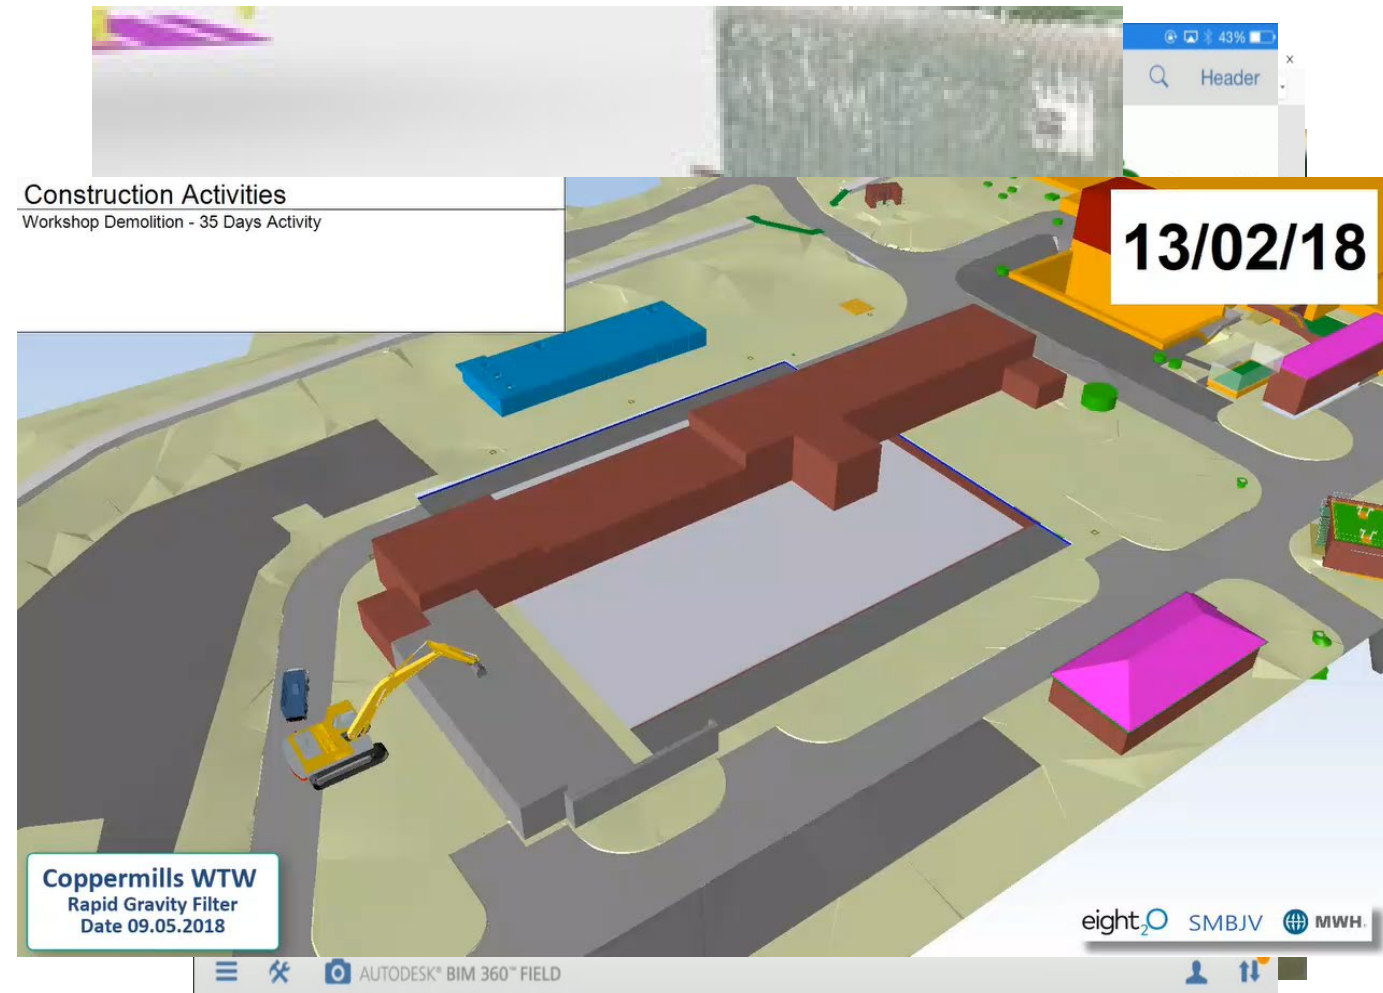 43%
Header
x
Construction Activities
Workshop Demolition - 35 Days Activity
13/02/18
Coppermills WTW
Rapid Gravity Filter
Date 09.05.2018
eight2O SMBJV MWH.
AUTODESK® BIM 360™ FIELD